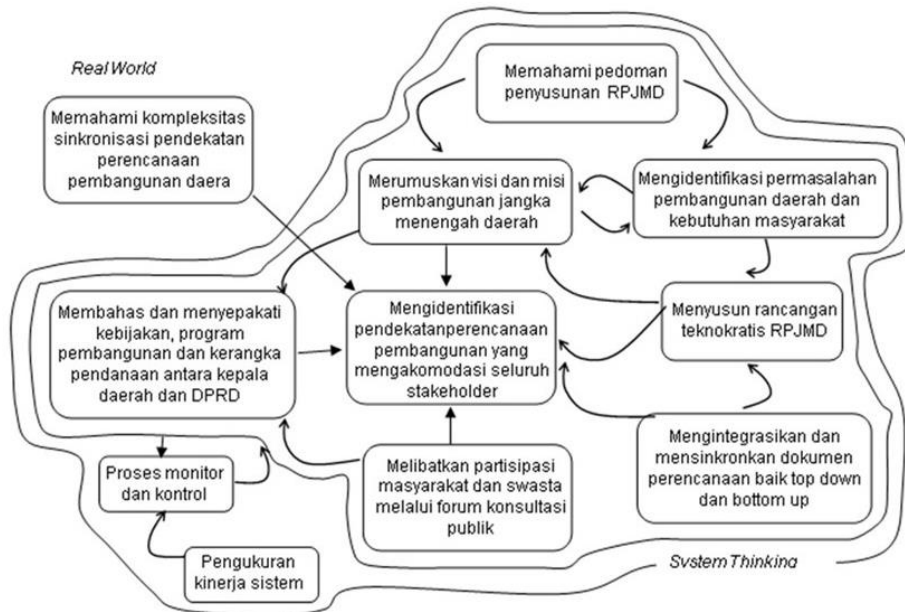 Real World
Memahami kompleksitas
sinkronisasi pendekatan
perencanaan
pembangunan daera
Memahami pedoman
penyusunan RPJMD
Merumuskan visi dan misi
pembangunan jangka
menengah daerah
Mengidentifikasi permasalahan
pembangunan daerah dan
kebutuhan masyarakat
Membahas dan menyepakati
kebijakan, program
pembangunan dan kerangka
pendanaan antara kepala
daerah dan DPRD
Mengidentifikasi
pendekatanperencanaan
pembangunan yang
mengakomodasi seluruh
stakeholder
Menyusun rancangan
teknokratis RPJMD
Proses monitor
dan kontrol
Melibatkan partisipasi
masyarakat dan swasta
melalui forum konsultasi
publik
Mengintegrasikan dan
mensinkronkan dokumen
perencanaan baik top down
dan bottom up
Pengukuran
kinerja sistem
System Thinking